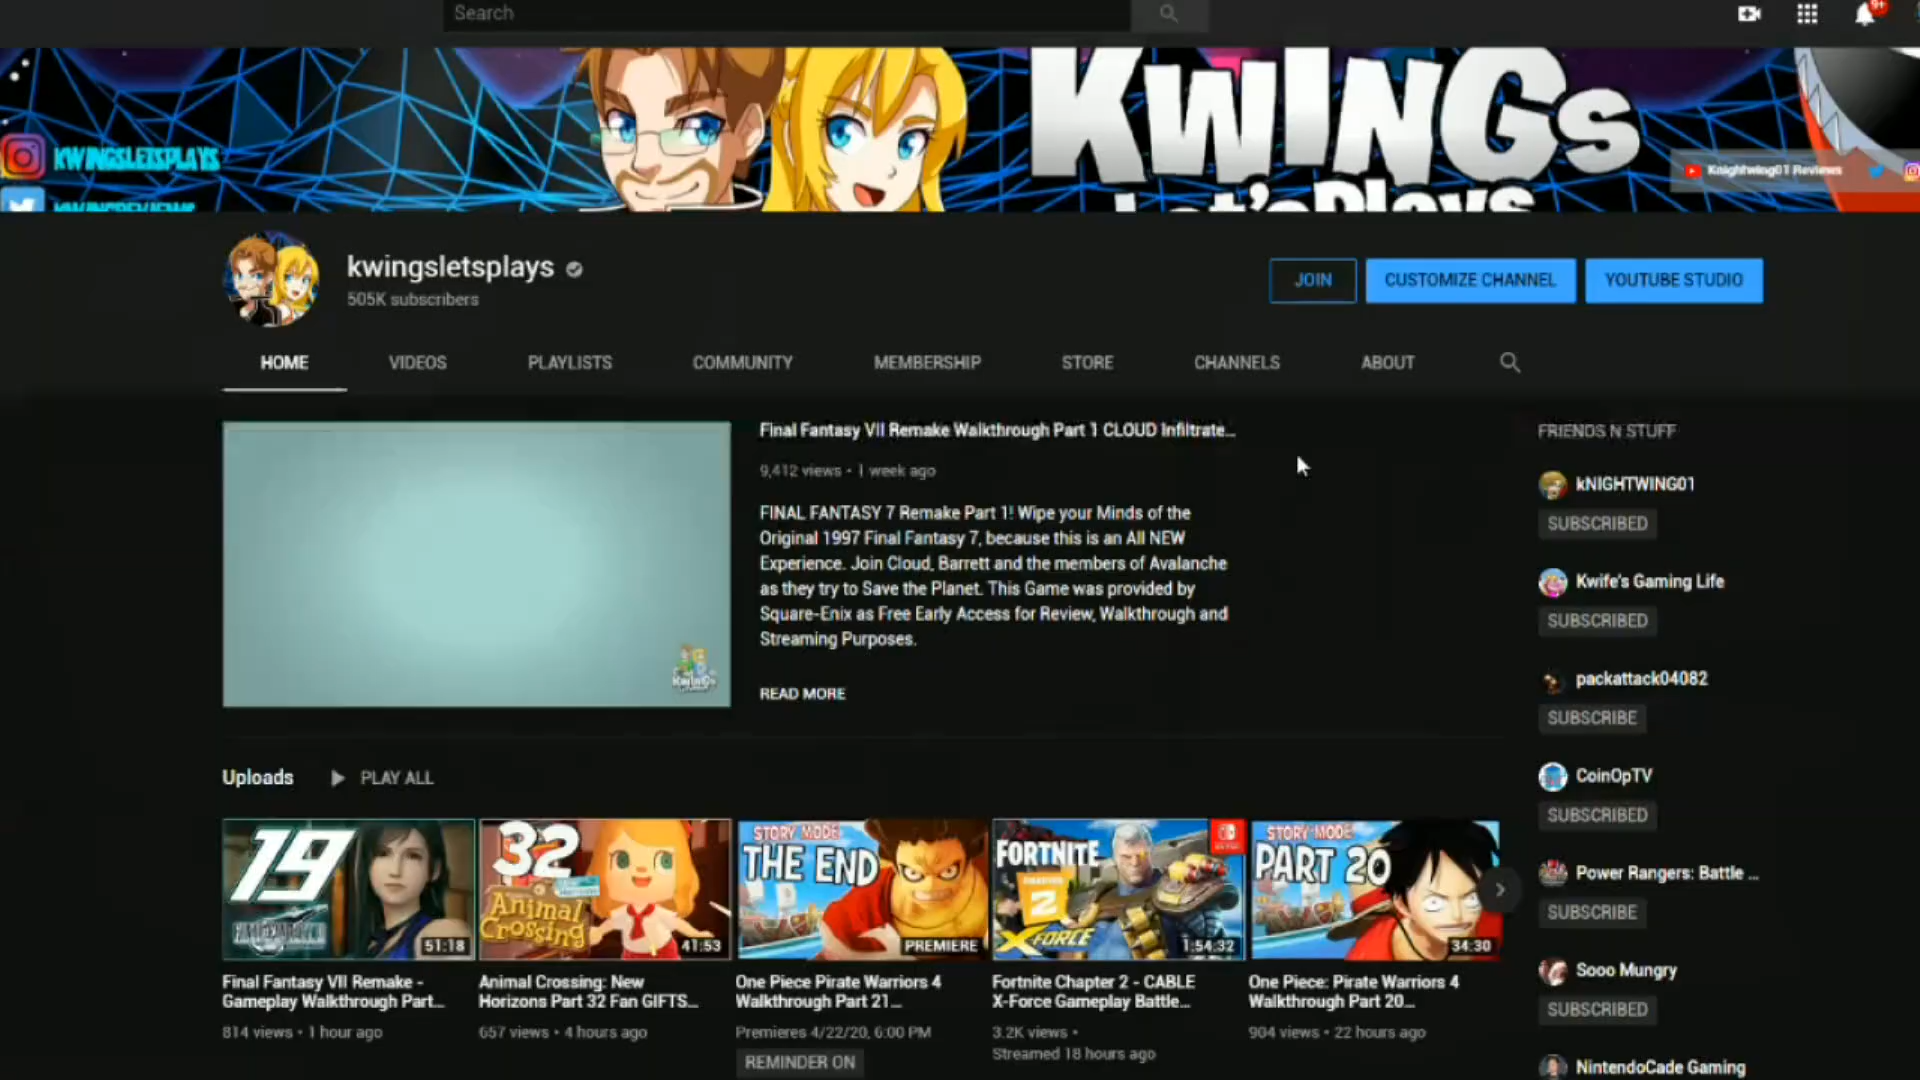 Search
9+
KWINGSLETSPLAYS
KWINGs
Let'sPlays
Knightwing01 Reviews
kwingsletsplays
505K subscribers
JOIN
CUSTOMIZE CHANNEL
YOUTUBE STUDIO
HOME
VIDEOS
PLAYLISTS
COMMUNITY
MEMBERSHIP
STORE
CHANNELS
ABOUT
Final Fantasy VII Remake Walkthrough Part 1 CLOUD Infiltrate...
9,412 views • 1 week ago
FINAL FANTASY 7 Remake Part 1! Wipe your Minds of the
Original 1997 Final Fantasy 7, because this is an All NEW
Experience. Join Cloud, Barrett and the members of Avalanche
as they try to Save the Planet. This Game was provided by
Square-Enix as Free Early Access for Review, Walkthrough and
Streaming Purposes.
READ MORE
FRIENDS N STUFF
kNIGHTWING01
SUBSCRIBED
Kwife's Gaming Life
SUBSCRIBED
packattack04082
SUBSCRIBE
CoinOpTV
SUBSCRIBED
Power Rangers: Battle ...
SUBSCRIBE
Sooo Mungry
SUBSCRIBED
NintendoCade Gaming
Uploads
PLAY ALL
19
51:18
Final Fantasy VII Remake -
Gameplay Walkthrough Part...
814 views • 1 hour ago
32
Animal
Crossing
41:53
Animal Crossing: New
Horizons Part 32 Fan GIFTS...
657 views • 4 hours ago
STORY MODE
THE END
PREMIERE
One Piece Pirate Warriors 4
Walkthrough Part 21...
Premieres 4/22/20, 6:00 PM
REMINDER ON
FORTNITE
CHAPTER
2
X-FORCE
1:54:32
Fortnite Chapter 2 - CABLE
X-Force Gameplay Battle...
3.2K views •
Streamed 18 hours ago
STORY MODE
PART 20
34:30
One Piece: Pirate Warriors 4
Walkthrough Part 20...
904 views • 22 hours ago